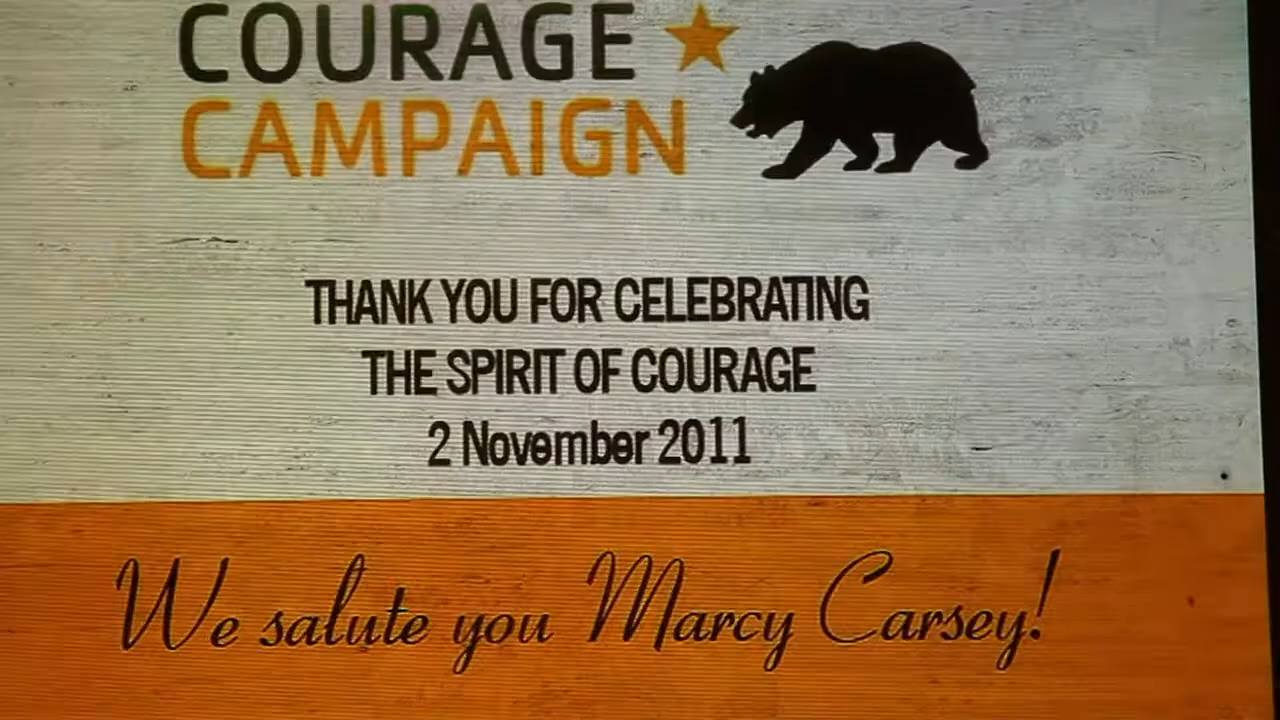 COURAGE
CAMPAIGN
THANK YOU FOR CELEBRATING
THE SPIRIT OF COURAGE
2 November 2011
We salute you Marcy Carsey!